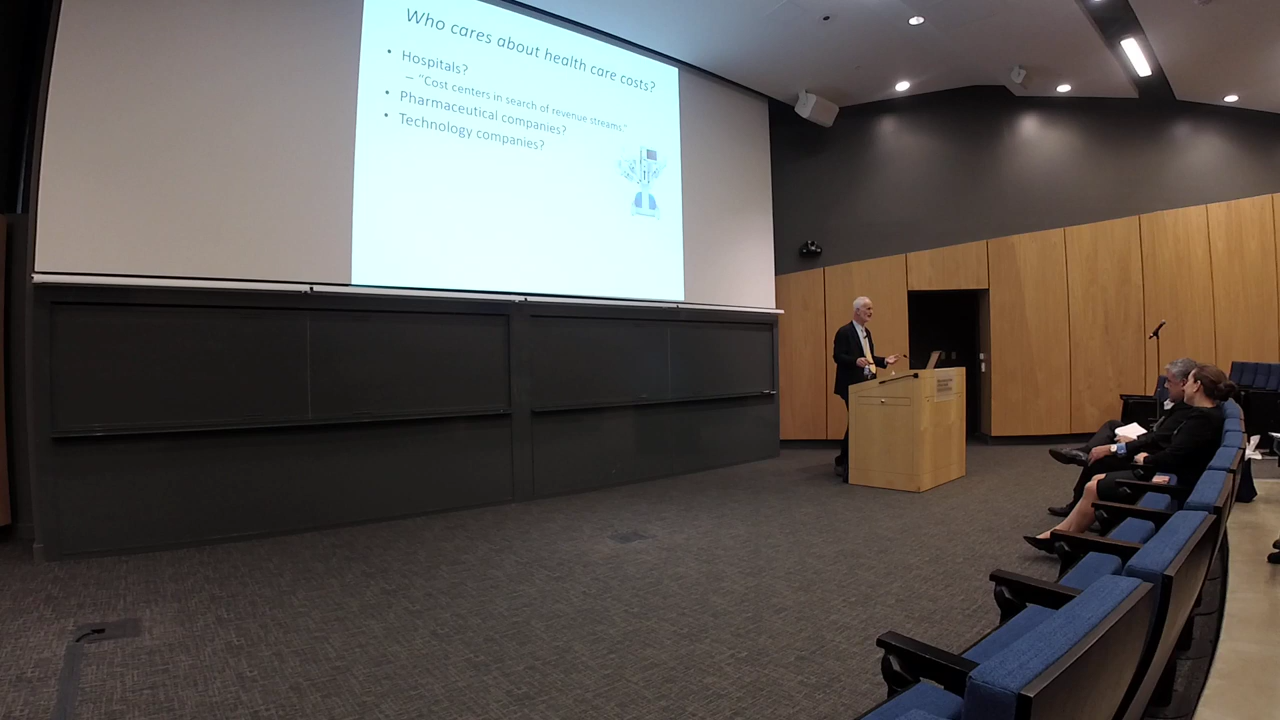 Who cares about health care costs?
• Hospitals?
– "Cost centers in search of revenue streams."
• Pharmaceutical companies?
• Technology companies?